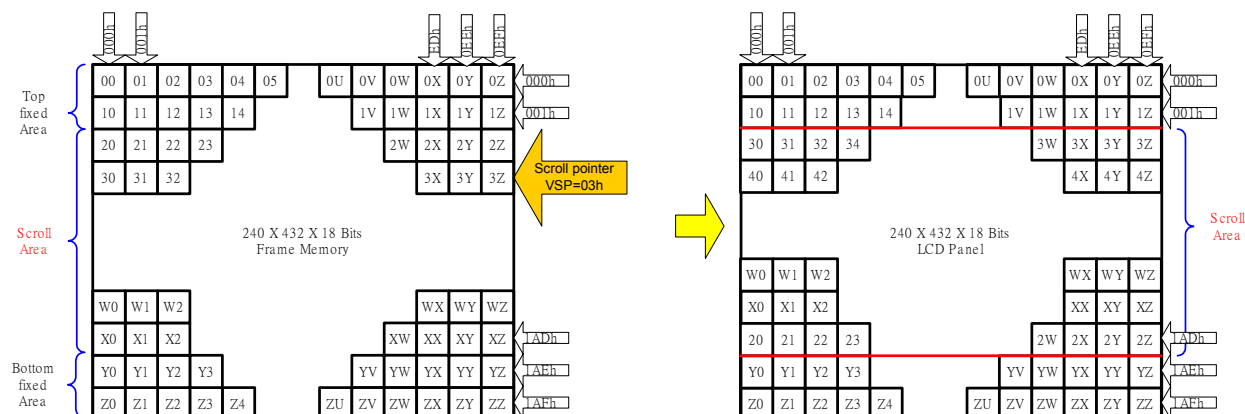 000h 001h EDh 0EEh 0EFh
00 01 02 03 04 05 0U 0V 0W 0X 0Y 0Z 000h
10 11 12 13 14 1V 1W 1X 1Y 1Z 001h
20 21 22 23 2W 2X 2Y 2Z
30 31 32 3X 3Y 3Z
Top
fixed
Area
Scroll pointer
VSP=03h
Scroll
Area
240 X 432 X 18 Bits
Frame Memory
W0 W1 W2 WX WY WZ
X0 X1 X2 XW XX XY XZ 1ADh
Y0 Y1 Y2 Y3 YV YW YX YY YZ 1AEh
Z0 Z1 Z2 Z3 Z4 ZU ZV ZW ZX ZY ZZ 1AFh
Bottom
fixed
Area
000h 001h EDh 0EEh 0EFh
00 01 02 03 04 05 0U 0V 0W 0X 0Y 0Z 000h
10 11 12 13 14 1V 1W 1X 1Y 1Z 001h
30 31 32 34 3W 3X 3Y 3Z
40 41 42 4X 4Y 4Z
240 X 432 X 18 Bits
LCD Panel
Scroll
Area
W0 W1 W2 WX WY WZ
X0 X1 X2 XX XY XZ
20 21 22 23 2W 2X 2Y 2Z 1ADh
Y0 Y1 Y2 Y3 YV YW YX YY YZ 1AEh
Z0 Z1 Z2 Z3 Z4 ZU ZV ZW ZX ZY ZZ 1AFh